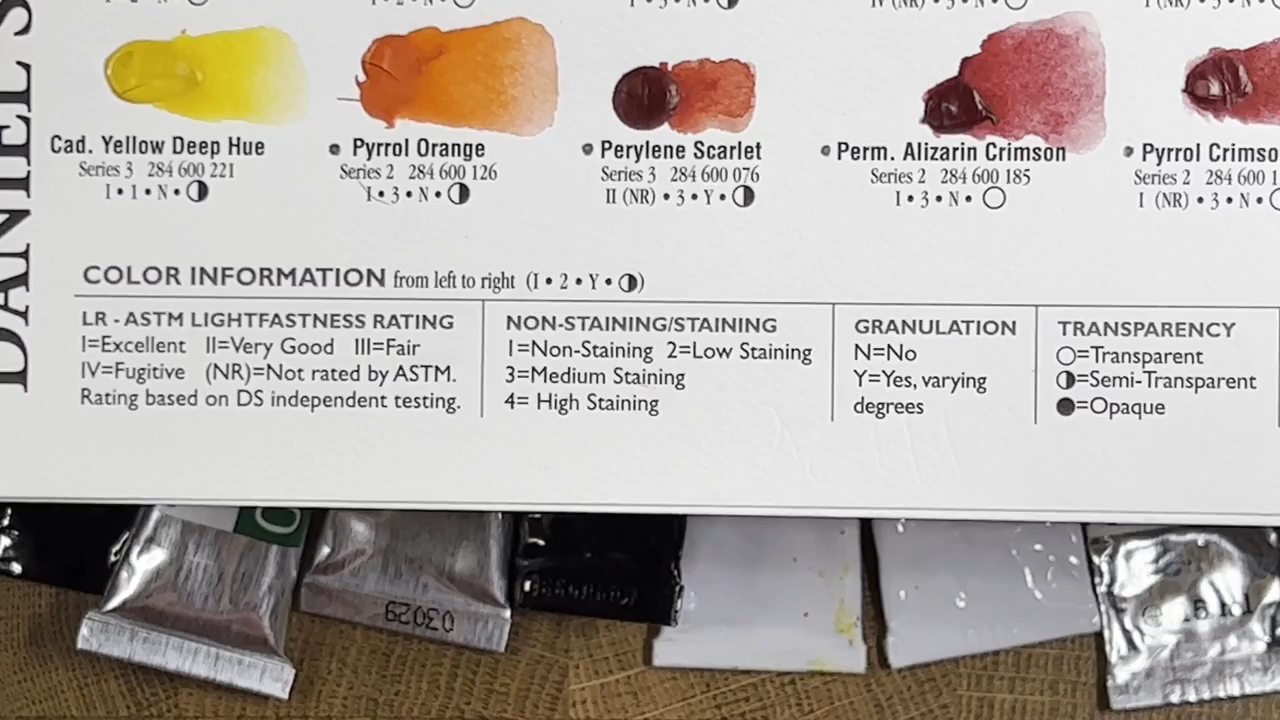 DANIEL S
Cad. Yellow Deep Hue
Series 3 284 600 221
I • 1 • N • ◑
Pyrrol Orange
Series 2 284 600 126
I • 3 • N • ◑
Perylene Scarlet
Series 3 284 600 076
II (NR) • 3 • Y • ◑
Perm. Alizarin Crimson
Series 2 284 600 185
I • 3 • N • ○
Pyrrol Crimso
Series 2 284 600 1
I (NR) • 3 • N •
COLOR INFORMATION from left to right (I • 2 • Y • ◑)
LR - ASTM LIGHTFASTNESS RATING
I=Excellent II=Very Good III=Fair
IV=Fugitive (NR)=Not rated by ASTM.
Rating based on DS independent testing.
NON-STAINING/STAINING
1=Non-Staining 2=Low Staining
3=Medium Staining
4= High Staining
GRANULATION
N=No
Y=Yes, varying
degrees
TRANSPARENCY
○=Transparent
◑=Semi-Transparent
●=Opaque
03029
5 ml